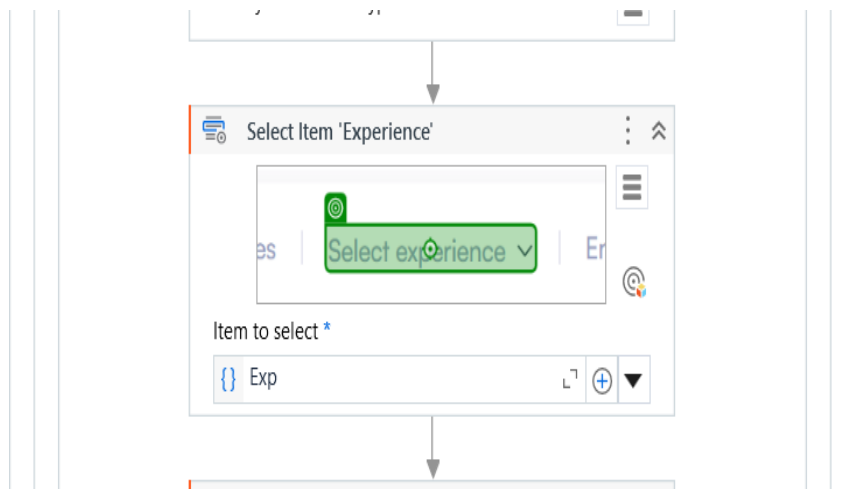 Select Item 'Experience'
es
Select experience
Er
Item to select *
{} Exp